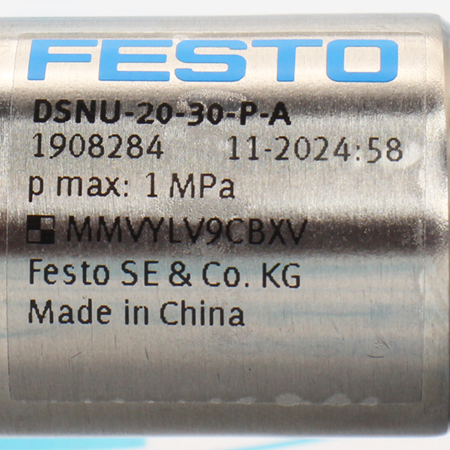 FESTO
DSNU-20-30-P-A
1908284 11-2024:58
p max: 1 MPa
MMVYLV9CBXV
Festo SE & Co. KG
Made in China